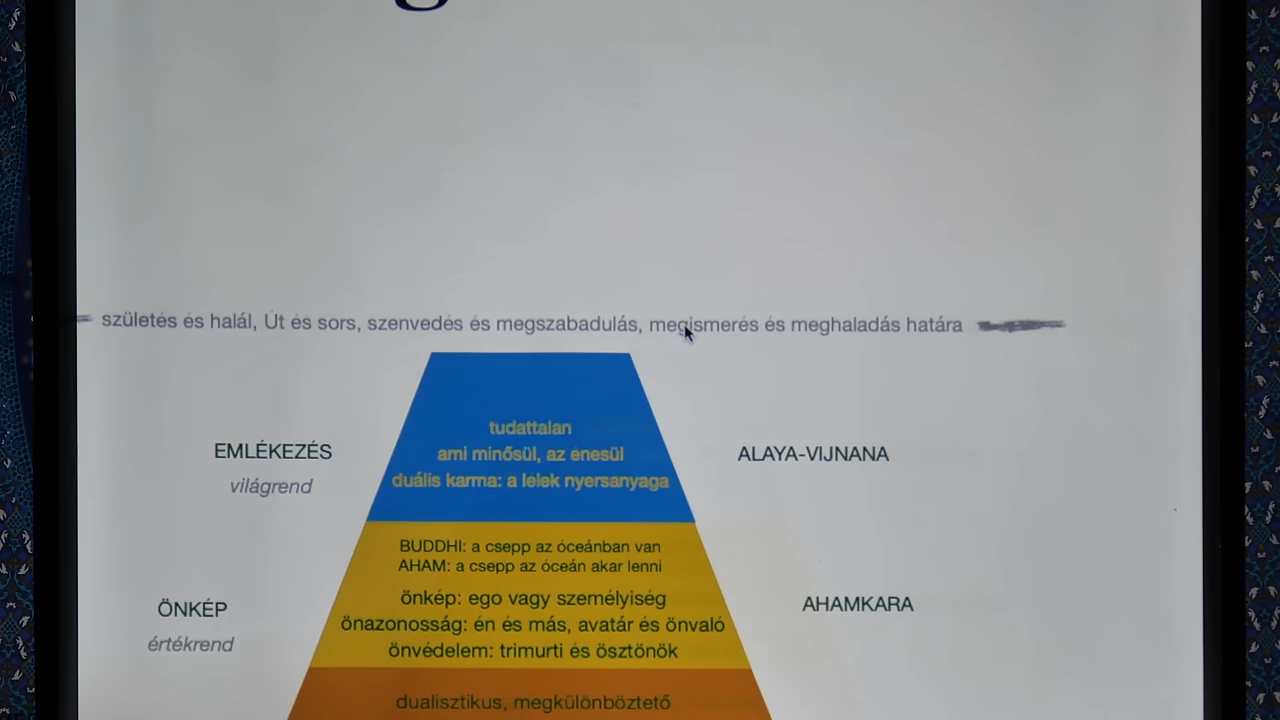 születés és halál, Út és sors, szenvedés és megszabadulás, megismerés és meghaladás határa
tudattalan
EMLÉKEZÉS
ami minősül, az énesül
ALAYA-VIJNANA
világrend
duális karma: a lélek nyersanyaga
BUDDHI: a csepp az óceánban van
AHAM: a csepp az óceán akar lenni
önkép: ego vagy személyiség
ÖNKÉP
AHAMKARA
önazonosság: én és más, avatár és önvaló
értékrend
önvédelem: trimurti és ösztönök
dualisztikus, megkülönböztető